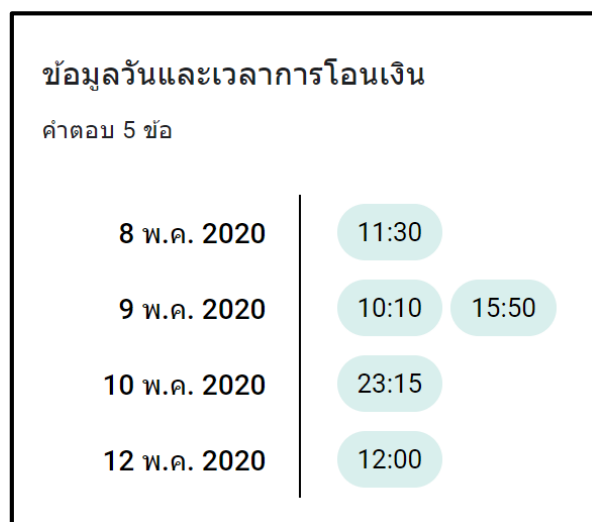 ข้อมูลวันและเวลาการโอนเงิน
คำตอบ 5 ข้อ
8 พ.ค. 2020 11:30
9 พ.ค. 2020 10:10 15:50
10 พ.ค. 2020 23:15
12 พ.ค. 2020 12:00